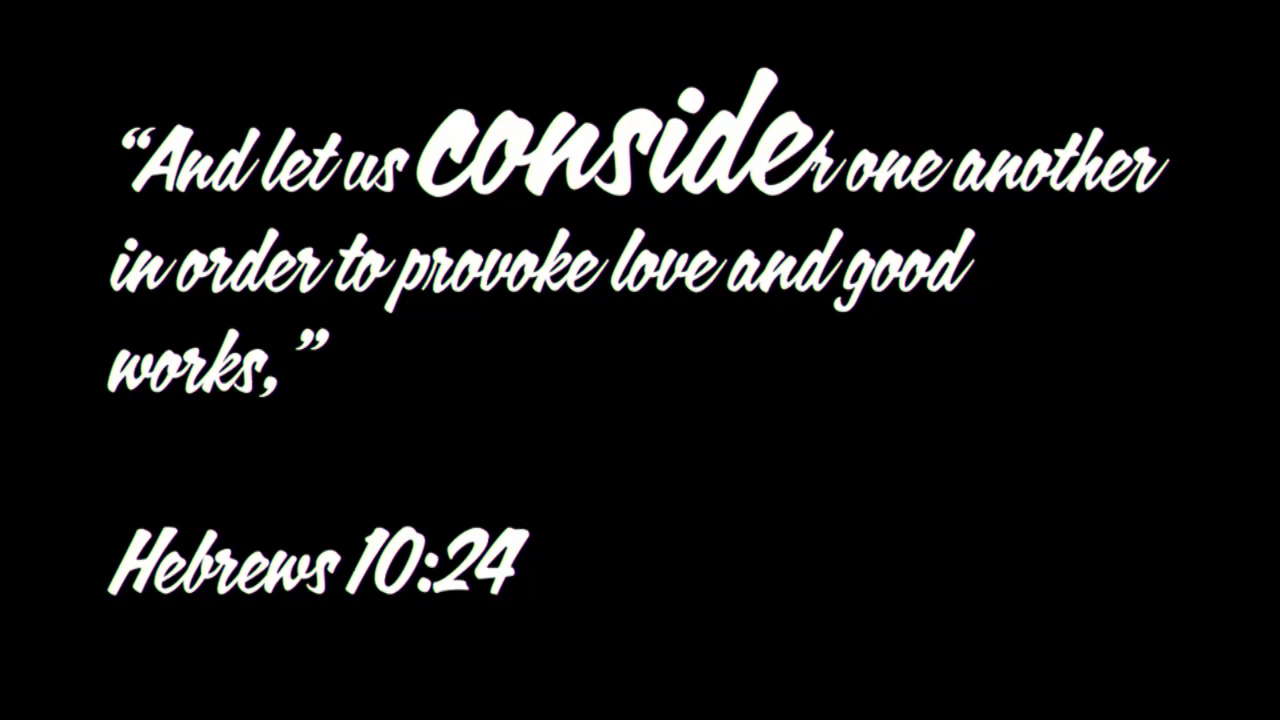 “And let us consider one another
in order to provoke love and good
works,”
Hebrews 10:24